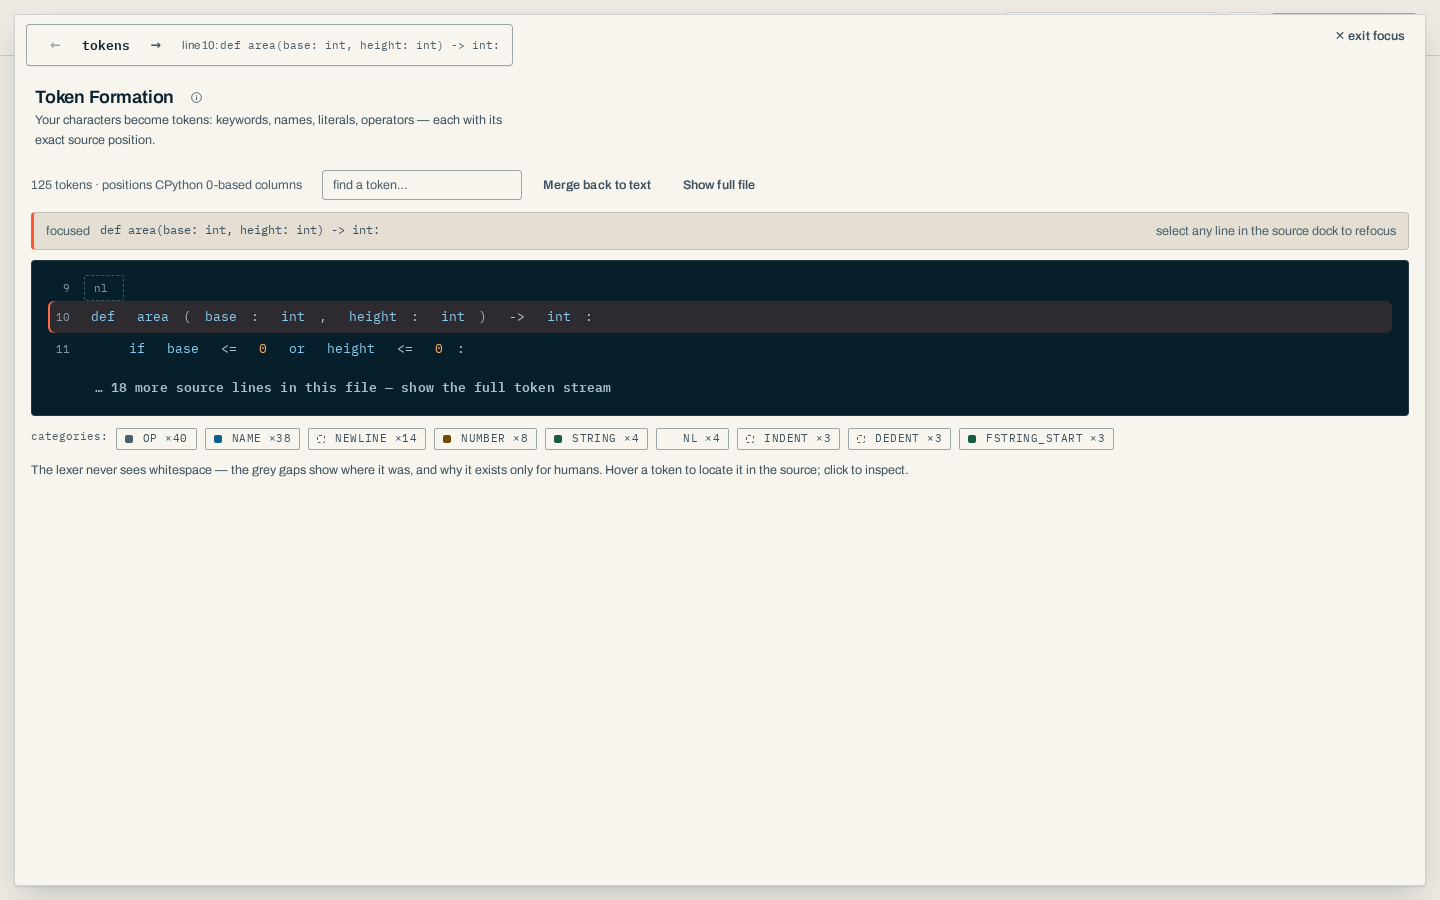 ← tokens → line 10: def area(base: int, height: int) -> int:
✕ exit focus
Token Formation
Your characters become tokens: keywords, names, literals, operators — each with its
exact source position.
125 tokens · positions CPython 0-based columns
find a token...
Merge back to text
Show full file
focused def area(base: int, height: int) -> int:
select any line in the source dock to refocus
9 nl
10 def area ( base : int , height : int ) -> int :
11 if base <= 0 or height <= 0 :
… 18 more source lines in this file — show the full token stream
categories: OP ×40 NAME ×38 NEWLINE ×14 NUMBER ×8 STRING ×4 NL ×4 INDENT ×3 DEDENT ×3 FSTRING_START ×3
The lexer never sees whitespace — the grey gaps show where it was, and why it exists only for humans. Hover a token to locate it in the source; click to inspect.